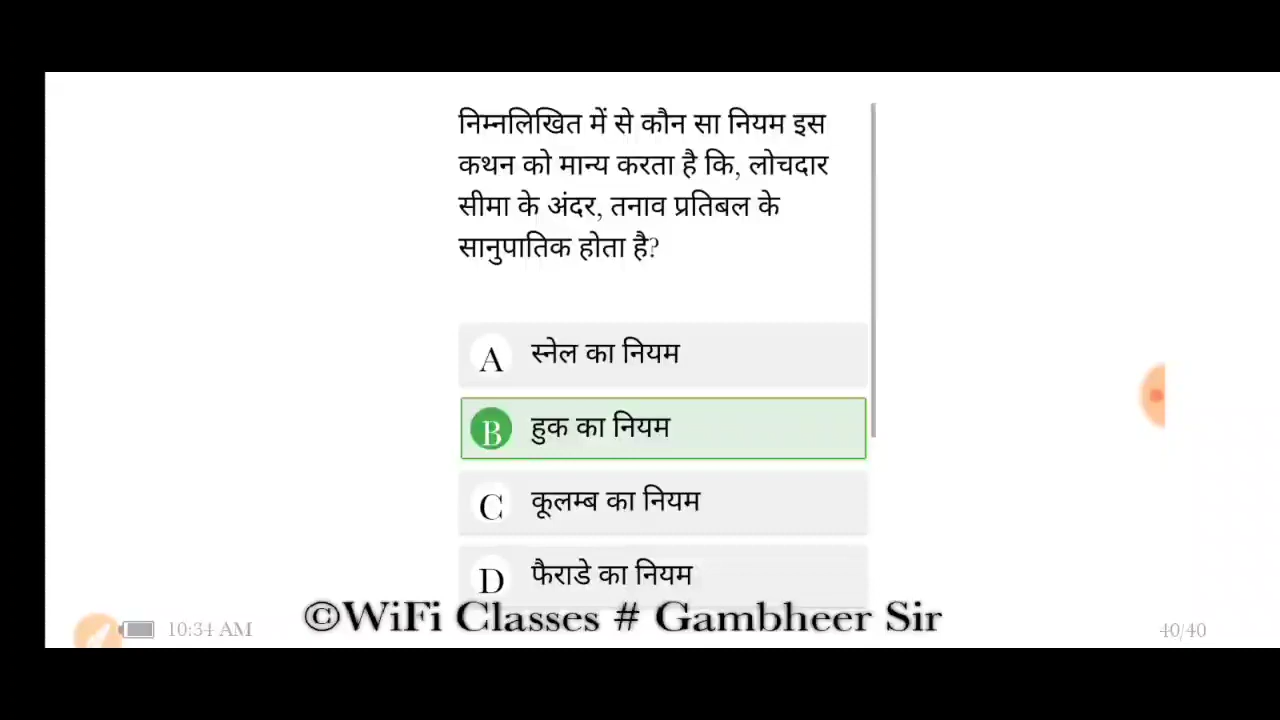 निम्नलिखित में से कौन सा नियम इस
कथन को मान्य करता है कि, लोचदार
सीमा के अंदर, तनाव प्रतिबल के
सानुपातिक होता है?
A स्नेल का नियम
B हुक का नियम
C कूलम्ब का नियम
D फैराडे का नियम
©WiFi Classes # Gambheer Sir
10:34 AM
40/40